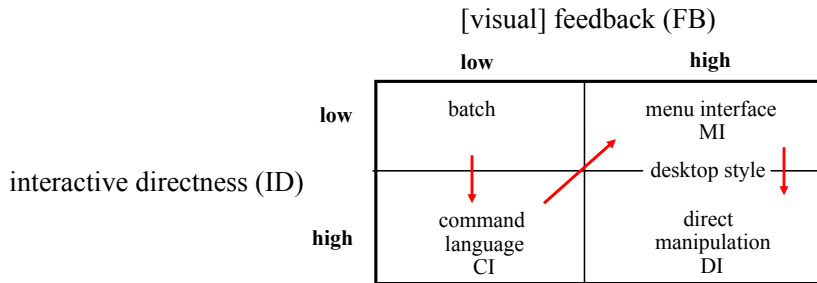 [visual] feedback (FB)
low high
low
batch
menu interface
MI
interactive directness (ID)
desktop style
high
command
language
CI
direct
manipulation
DI